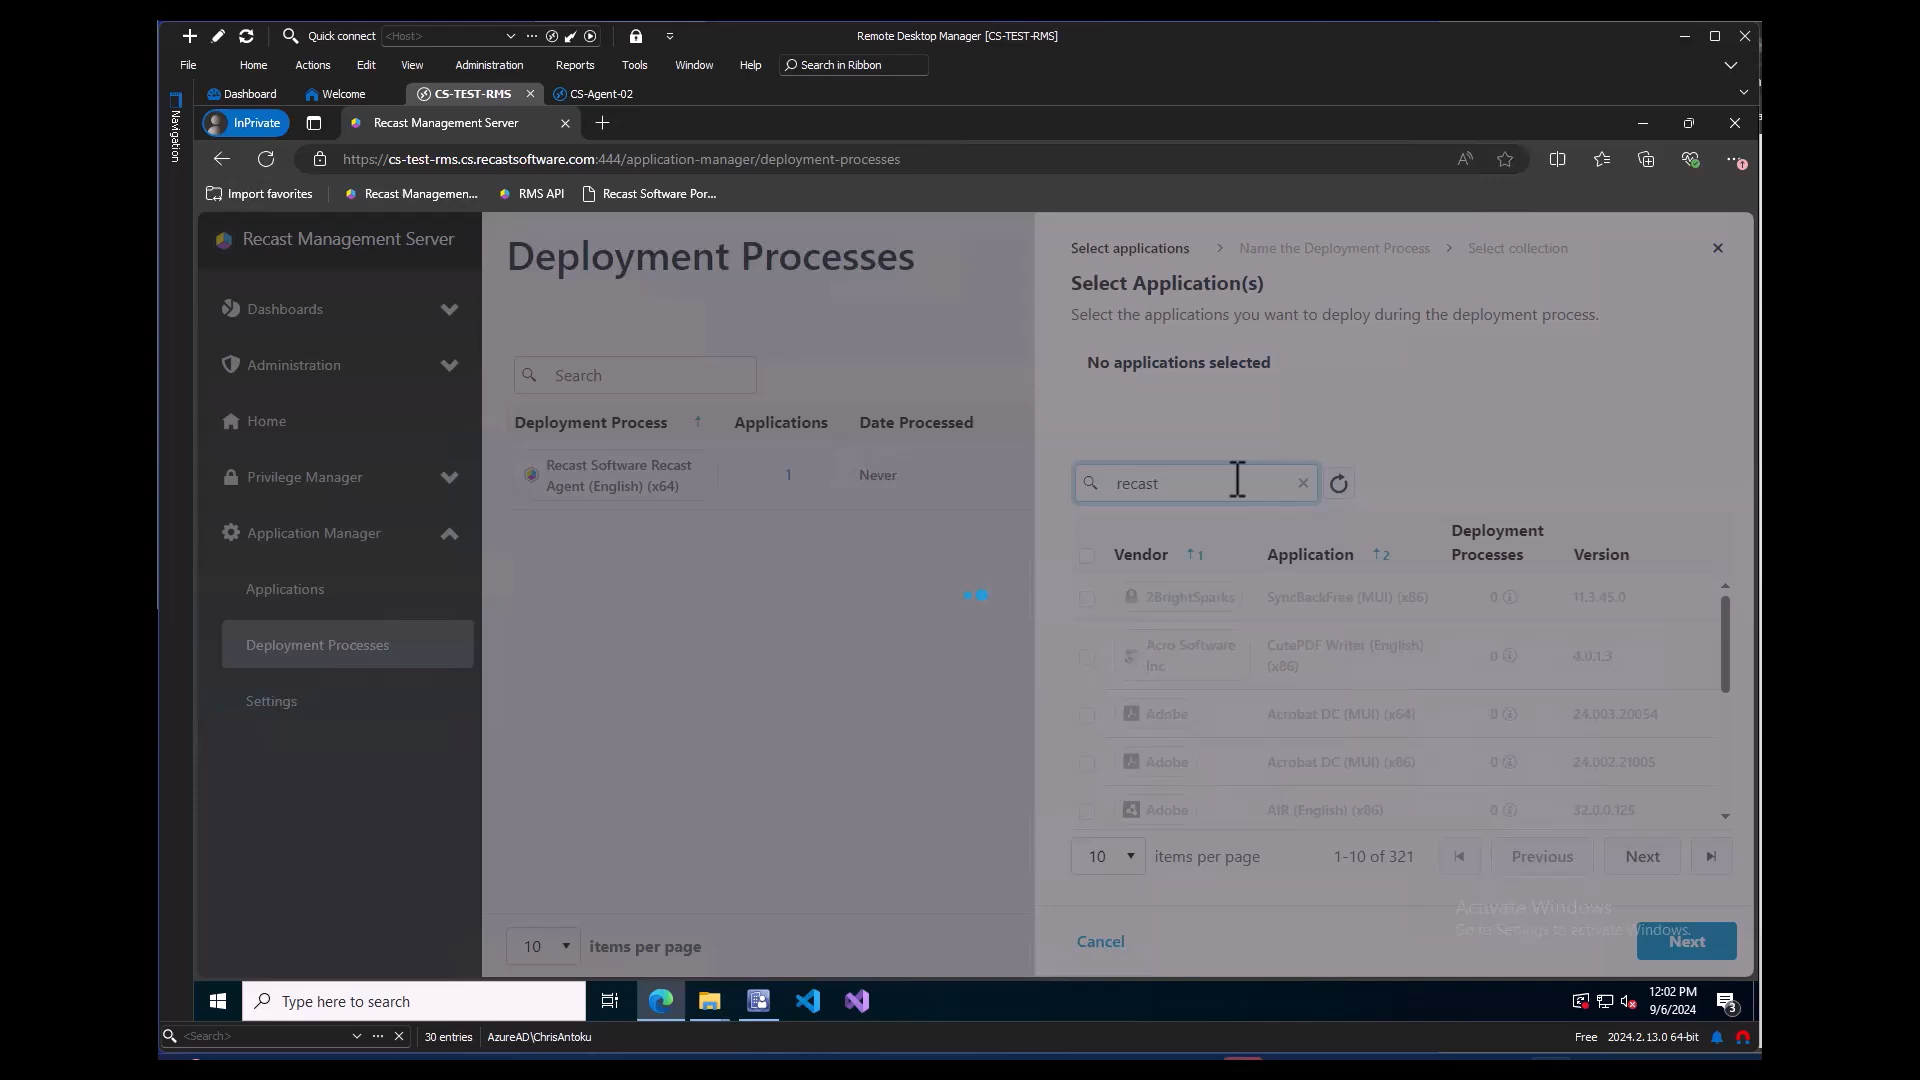 Quick connect <Host> Remote Desktop Manager [CS-TEST-RMS]
File Home Actions Edit View Administration Reports Tools Window Help Search in Ribbon
Navigation
Dashboard Welcome CS-TEST-RMS CS-Agent-02
InPrivate Recast Management Server
https://cs-test-rms.cs.recastsoftware.com:444/application-manager/deployment-processes
Import favorites Recast Managemen... RMS API Recast Software Por...
Recast Management Server
Dashboards
Administration
Home
Privilege Manager
Application Manager
Applications
Deployment Processes
Settings
Deployment Processes
Search
Deployment Process Applications Date Processed
Recast Software Recast
Agent (English) (x64)
1
Never
10 items per page
Select applications > Name the Deployment Process > Select collection
Select Application(s)
Select the applications you want to deploy during the deployment process.
No applications selected
recast
Vendor 1 Application 2 Deployment Processes Version
2BrightSparks SyncBackFree (MUI) (x86) 0 11.3.45.0
Acro Software Inc CutePDF Writer (English) (x86) 0 4.0.1.3
Adobe Acrobat DC (MUI) (x64) 0 24.003.20054
Adobe Acrobat DC (MUI) (x86) 0 24.002.21005
Adobe AIR (English) (x86) 0 32.0.0.125
10 items per page 1-10 of 321 Previous Next
Activate Windows
Go to Settings to activate Windows.
Cancel Next
Type here to search
12:02 PM
9/6/2024
3
<Search> 30 entries AzureAD\ChrisAntoku Free 2024.2.13.0 64-bit